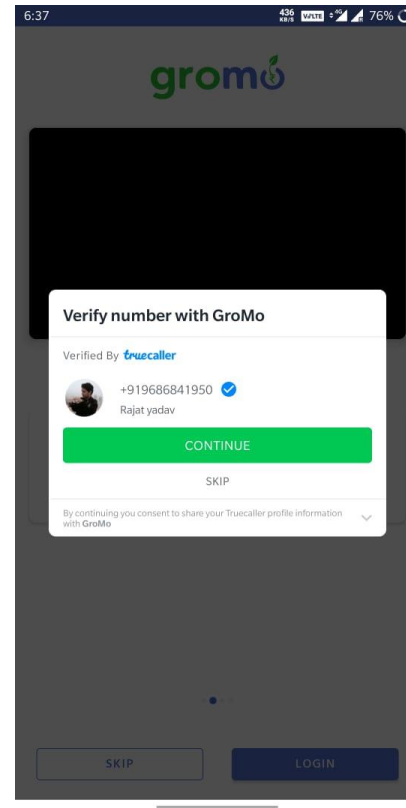 6:37 436 KB/S VoLTE 4G 76%
gromo
Verify number with GroMo
Verified By truecaller
+919686841950
Rajat yadav
CONTINUE
SKIP
By continuing you consent to share your Truecaller profile information
with GroMo
SKIP LOGIN